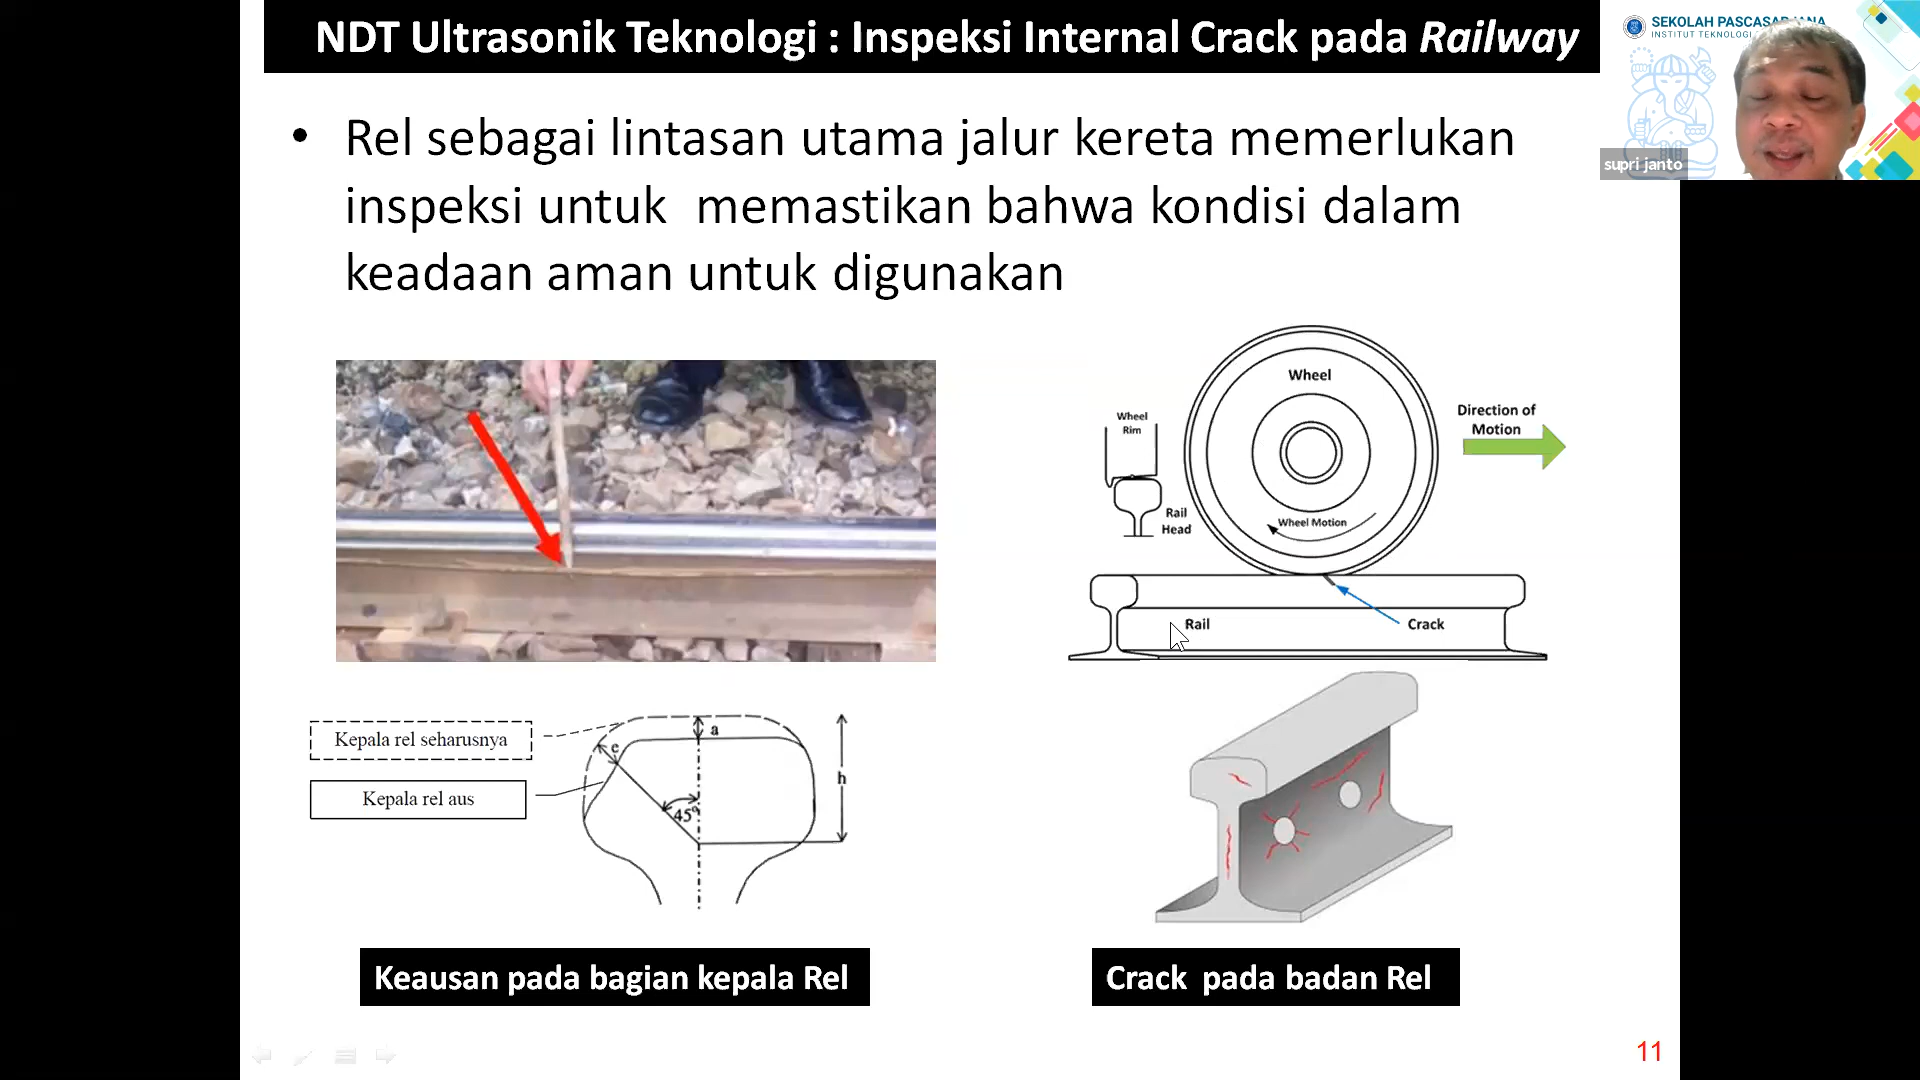 NDT Ultrasonik Teknologi : Inspeksi Internal Crack pada Railway
SEKOLAH PASCASARJANA
INSTITUT TEKNOLOGI
supri janto
• Rel sebagai lintasan utama jalur kereta memerlukan
inspeksi untuk memastikan bahwa kondisi dalam
keadaan aman untuk digunakan
Wheel
Wheel
Rim
Direction of
Motion
Rail
Head
Wheel Motion
Rail
Crack
Kepala rel seharusnya
Kepala rel aus
a
e
h
45°
Keausan pada bagian kepala Rel
Crack pada badan Rel
11